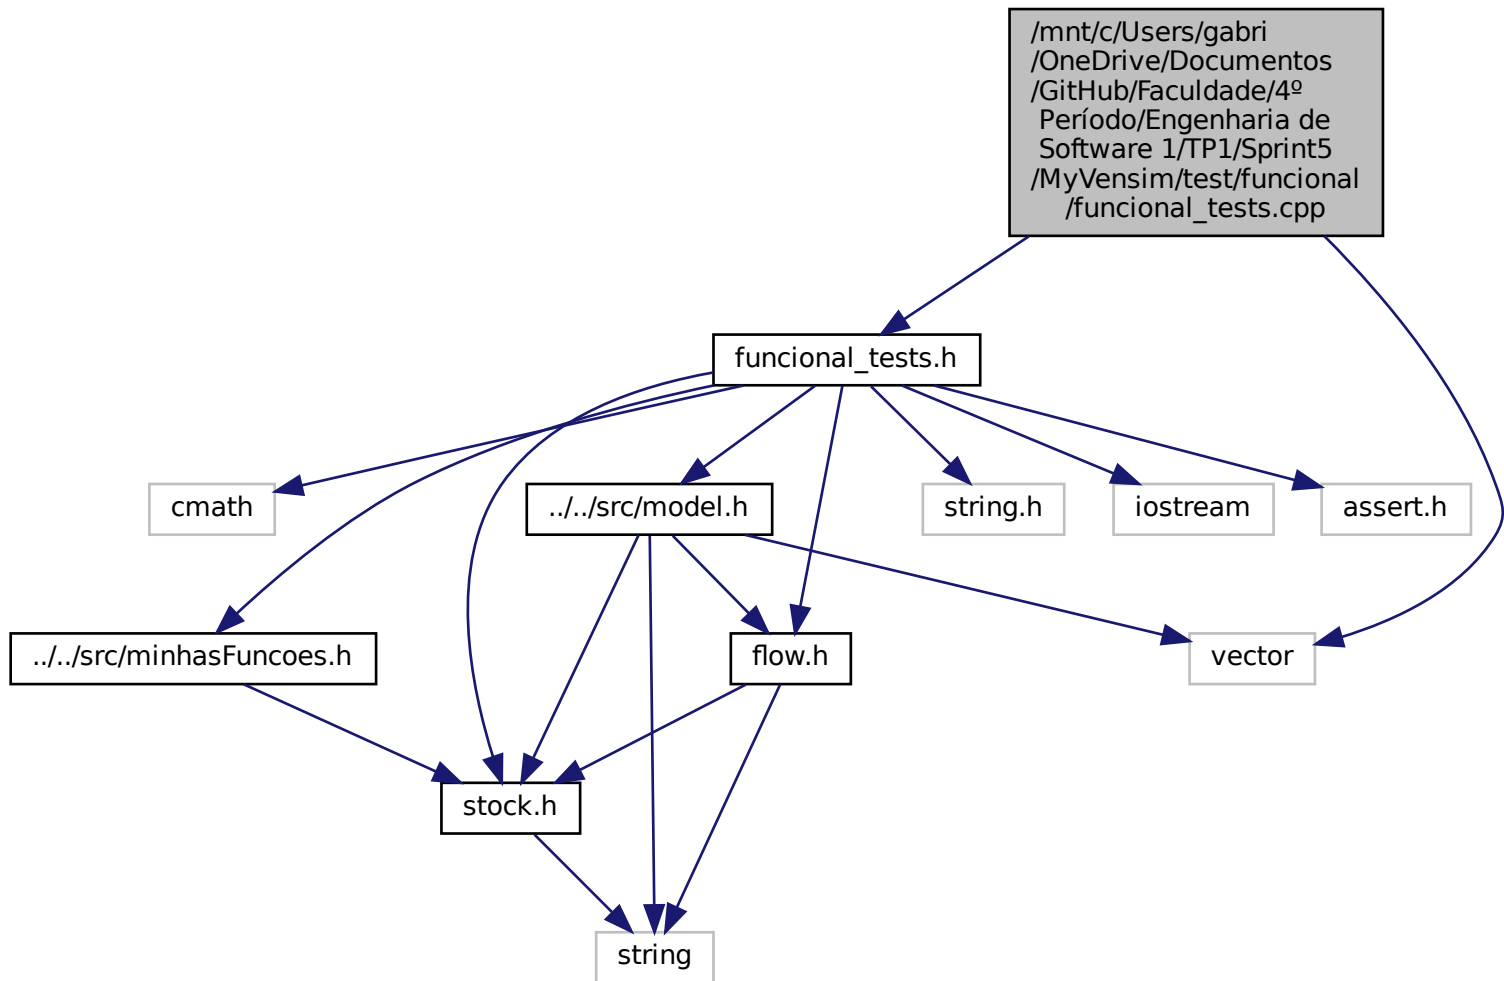 /mnt/c/Users/gabri
/OneDrive/Documentos
/GitHub/Faculdade/4º
Período/Engenharia de
Software 1/TP1/Sprint5
/MyVensim/test/funcional
/funcional_tests.cpp
funcional_tests.h
cmath
../../src/model.h
string.h
iostream
assert.h
../../src/minhasFuncoes.h
flow.h
vector
stock.h
string